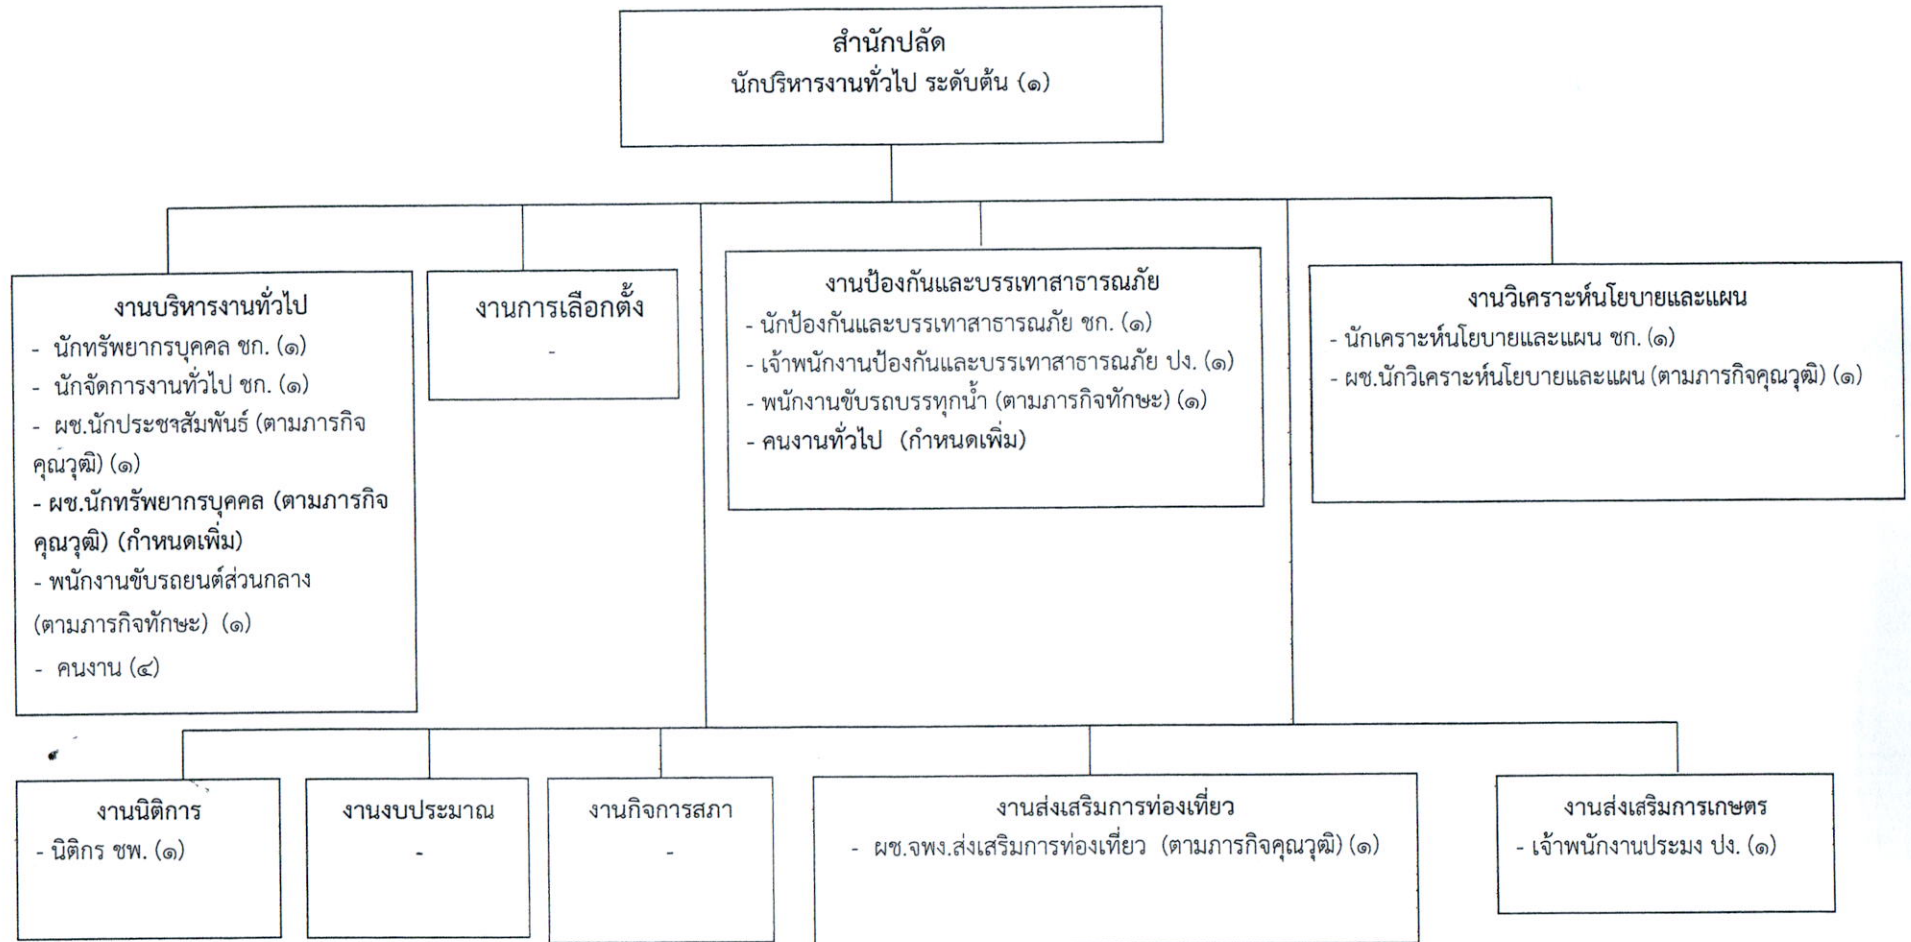 สำนักปลัด
นักบริหารงานทั่วไป ระดับต้น (๑)
งานบริหารงานทั่วไป
- นักทรัพยากรบุคคล ชก. (๑)
- นักจัดการงานทั่วไป ชก. (๑)
- ผช.นักประชาสัมพันธ์ (ตามภารกิจ
คุณวุฒิ) (๑)
- ผช.นักทรัพยากรบุคคล (ตามภารกิจ
คุณวุฒิ) (กำหนดเพิ่ม)
- พนักงานขับรถยนต์ส่วนกลาง
(ตามภารกิจทักษะ) (๑)
- คนงาน (๔)
งานการเลือกตั้ง
-
งานป้องกันและบรรเทาสาธารณภัย
- นักป้องกันและบรรเทาสาธารณภัย ชก. (๑)
- เจ้าพนักงานป้องกันและบรรเทาสาธารณภัย ปง. (๑)
- พนักงานขับรถบรรทุกน้ำ (ตามภารกิจทักษะ) (๑)
- คนงานทั่วไป (กำหนดเพิ่ม)
งานวิเคราะห์นโยบายและแผน
- นักเคราะห์นโยบายและแผน ชก. (๑)
- ผช.นักวิเคราะห์นโยบายและแผน (ตามภารกิจคุณวุฒิ) (๑)
งานนิติการ
- นิติกร ชพ. (๑)
งานงบประมาณ
-
งานกิจการสภา
-
งานส่งเสริมการท่องเที่ยว
- ผช.จพง.ส่งเสริมการท่องเที่ยว (ตามภารกิจคุณวุฒิ) (๑)
งานส่งเสริมการเกษตร
- เจ้าพนักงานประมง ปง. (๑)